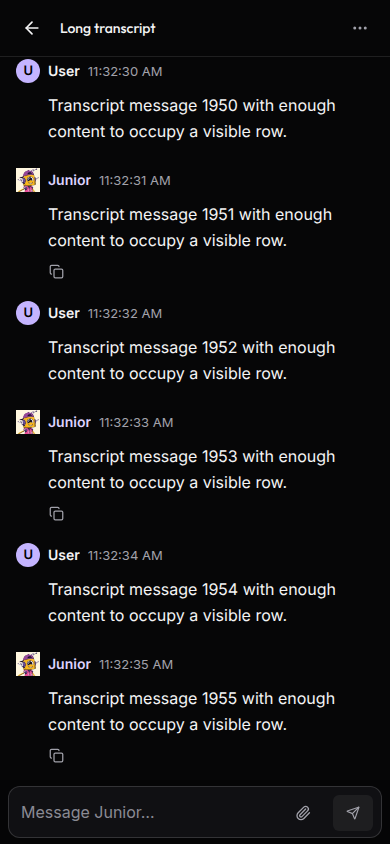 Long transcript
U User 11:32:30 AM
Transcript message 1950 with enough
content to occupy a visible row.
Junior 11:32:31 AM
Transcript message 1951 with enough
content to occupy a visible row.
U User 11:32:32 AM
Transcript message 1952 with enough
content to occupy a visible row.
Junior 11:32:33 AM
Transcript message 1953 with enough
content to occupy a visible row.
U User 11:32:34 AM
Transcript message 1954 with enough
content to occupy a visible row.
Junior 11:32:35 AM
Transcript message 1955 with enough
content to occupy a visible row.
Message Junior...